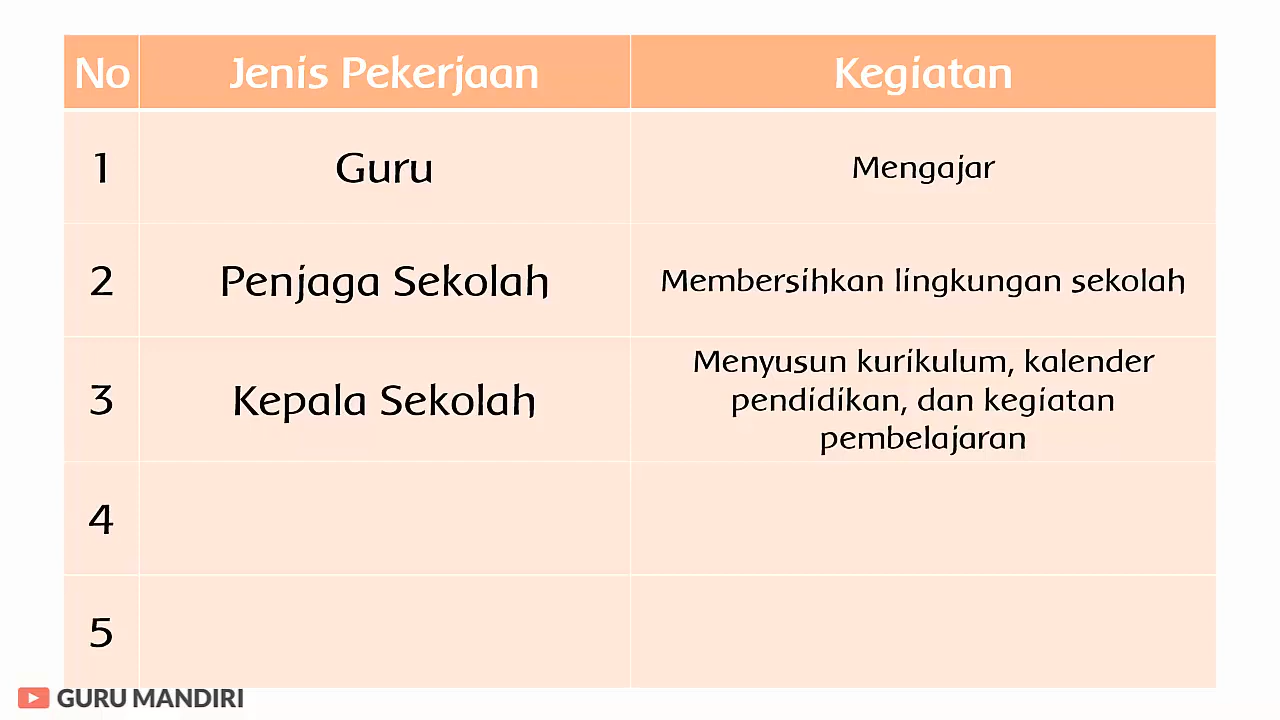 No Jenis Pekerjaan Kegiatan
1 Guru Mengajar
2 Penjaga Sekolah Membersihkan lingkungan sekolah
3 Kepala Sekolah Menyusun kurikulum, kalender
pendidikan, dan kegiatan
pembelajaran
4
5
GURU MANDIRI